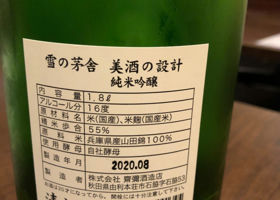 雪の茅舎 美酒の設計
純米吟醸
内容量 1.8ℓ
アルコール分 16度
原材料名 米(国産)、米麹(国産米)
精米歩合 55%
原料米 兵庫県産山田錦100%
使用酵母 自社酵母
製造年月 2020.08
製造者 株式会社 齋彌酒造店
秋田県由利本荘市石脇字石脇53